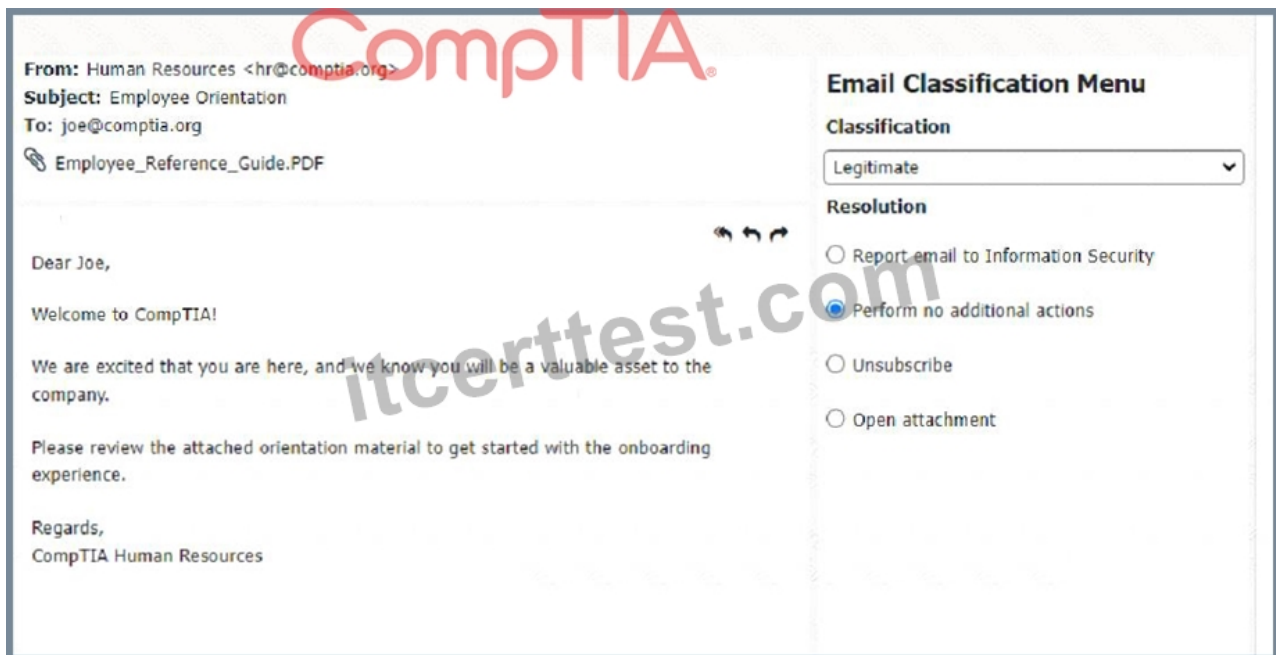 CompTIA.
From: Human Resources <hr@comptia.org>
Subject: Employee Orientation
To: joe@comptia.org
Employee_Reference_Guide.PDF
Dear Joe,
Welcome to CompTIA!
We are excited that you are here, and we know you will be a valuable asset to the
company.
Please review the attached orientation material to get started with the onboarding
experience.
Regards,
CompTIA Human Resources
Email Classification Menu
Classification
Legitimate
Resolution
Report email to Information Security
Perform no additional actions
Unsubscribe
Open attachment
itcerttest.com